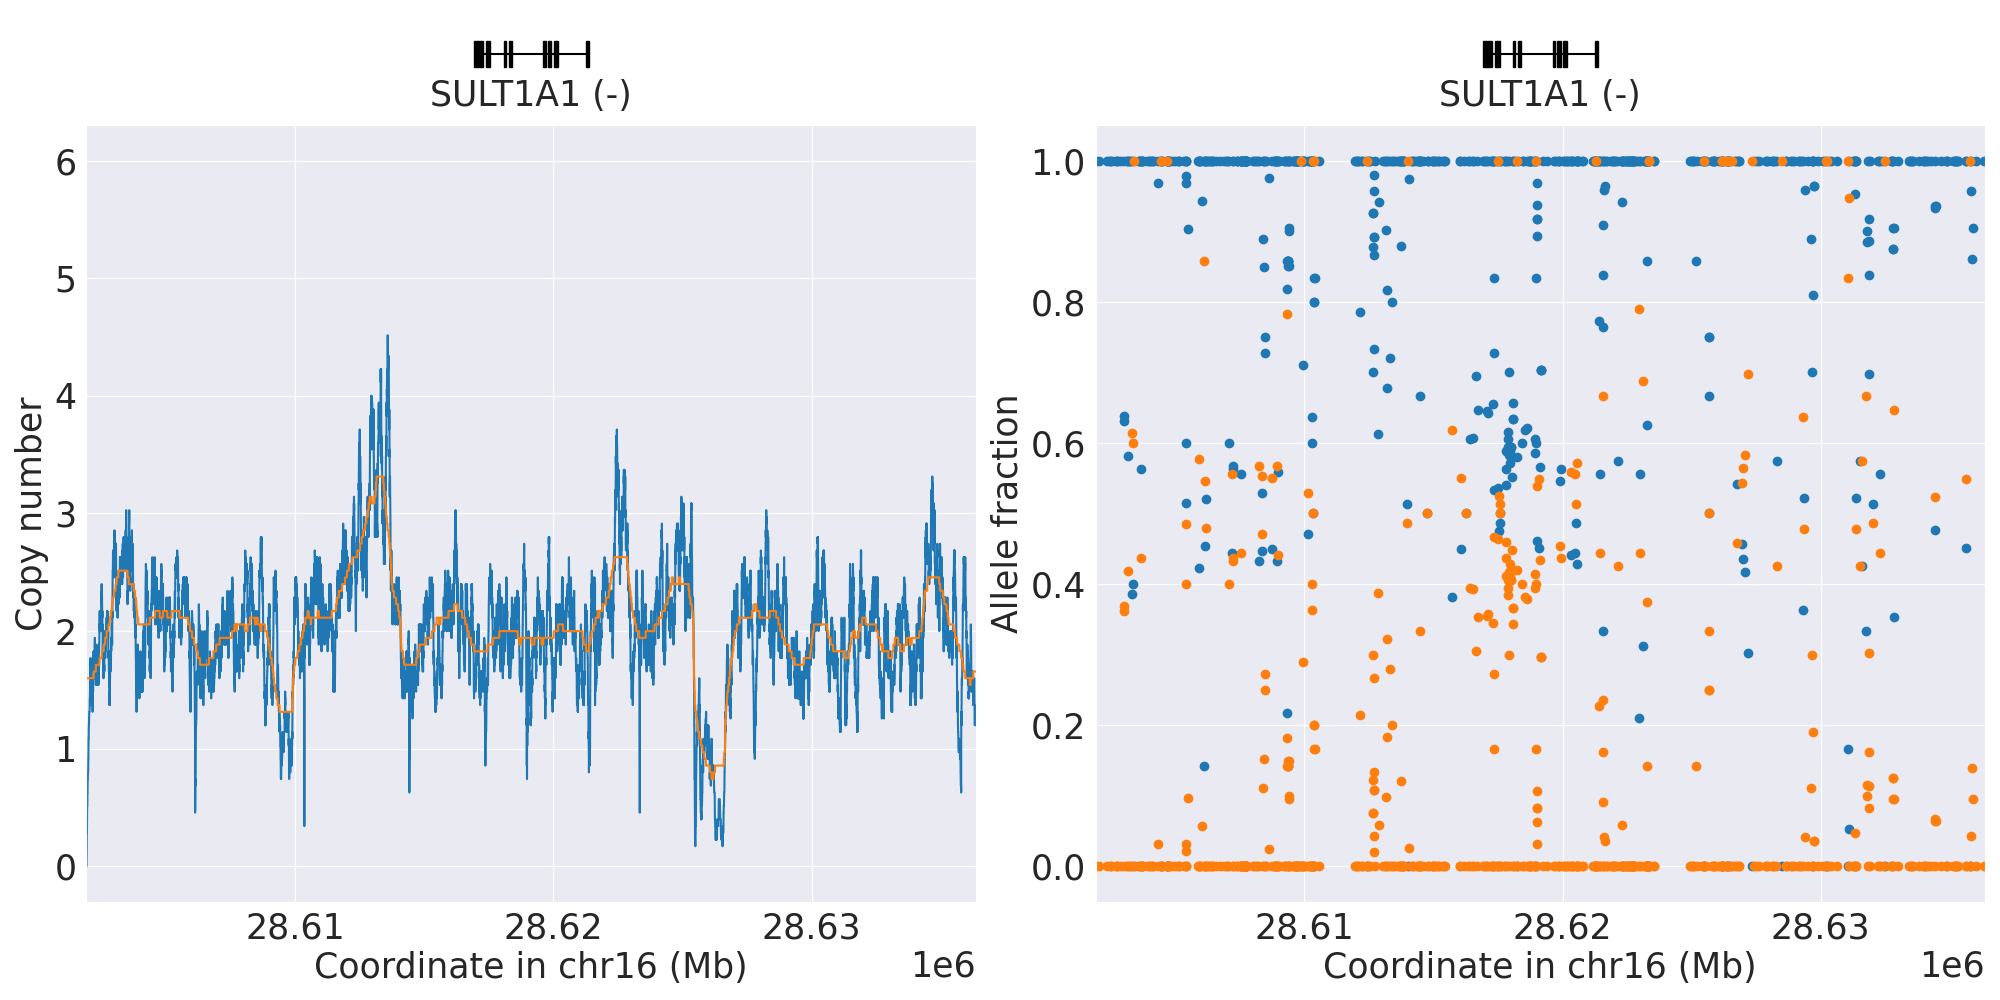 SULT1A1 (-)
6
5
4
3
2
1
0
Copy number
28.61
28.62
28.63
Coordinate in chr16 (Mb)
1e6
SULT1A1 (-)
1.0
0.8
0.6
0.4
0.2
0.0
Allele fraction
28.61
28.62
28.63
Coordinate in chr16 (Mb)
1e6